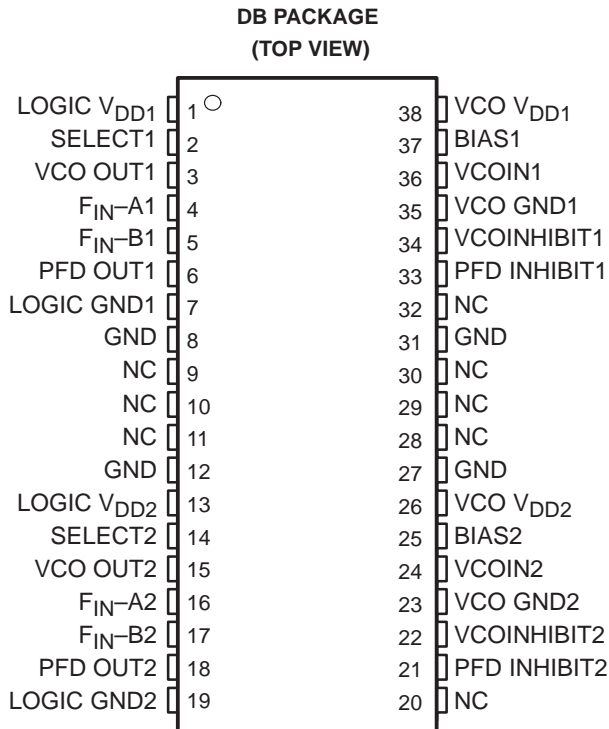 DB PACKAGE
(TOP VIEW)
LOGIC VDD1 1 38 VCO VDD1
SELECT1 2 37 BIAS1
VCO OUT1 3 36 VCOIN1
FIN–A1 4 35 VCO GND1
FIN–B1 5 34 VCOINHIBIT1
PFD OUT1 6 33 PFD INHIBIT1
LOGIC GND1 7 32 NC
GND 8 31 GND
NC 9 30 NC
NC 10 29 NC
NC 11 28 NC
GND 12 27 GND
LOGIC VDD2 13 26 VCO VDD2
SELECT2 14 25 BIAS2
VCO OUT2 15 24 VCOIN2
FIN–A2 16 23 VCO GND2
FIN–B2 17 22 VCOINHIBIT2
PFD OUT2 18 21 PFD INHIBIT2
LOGIC GND2 19 20 NC